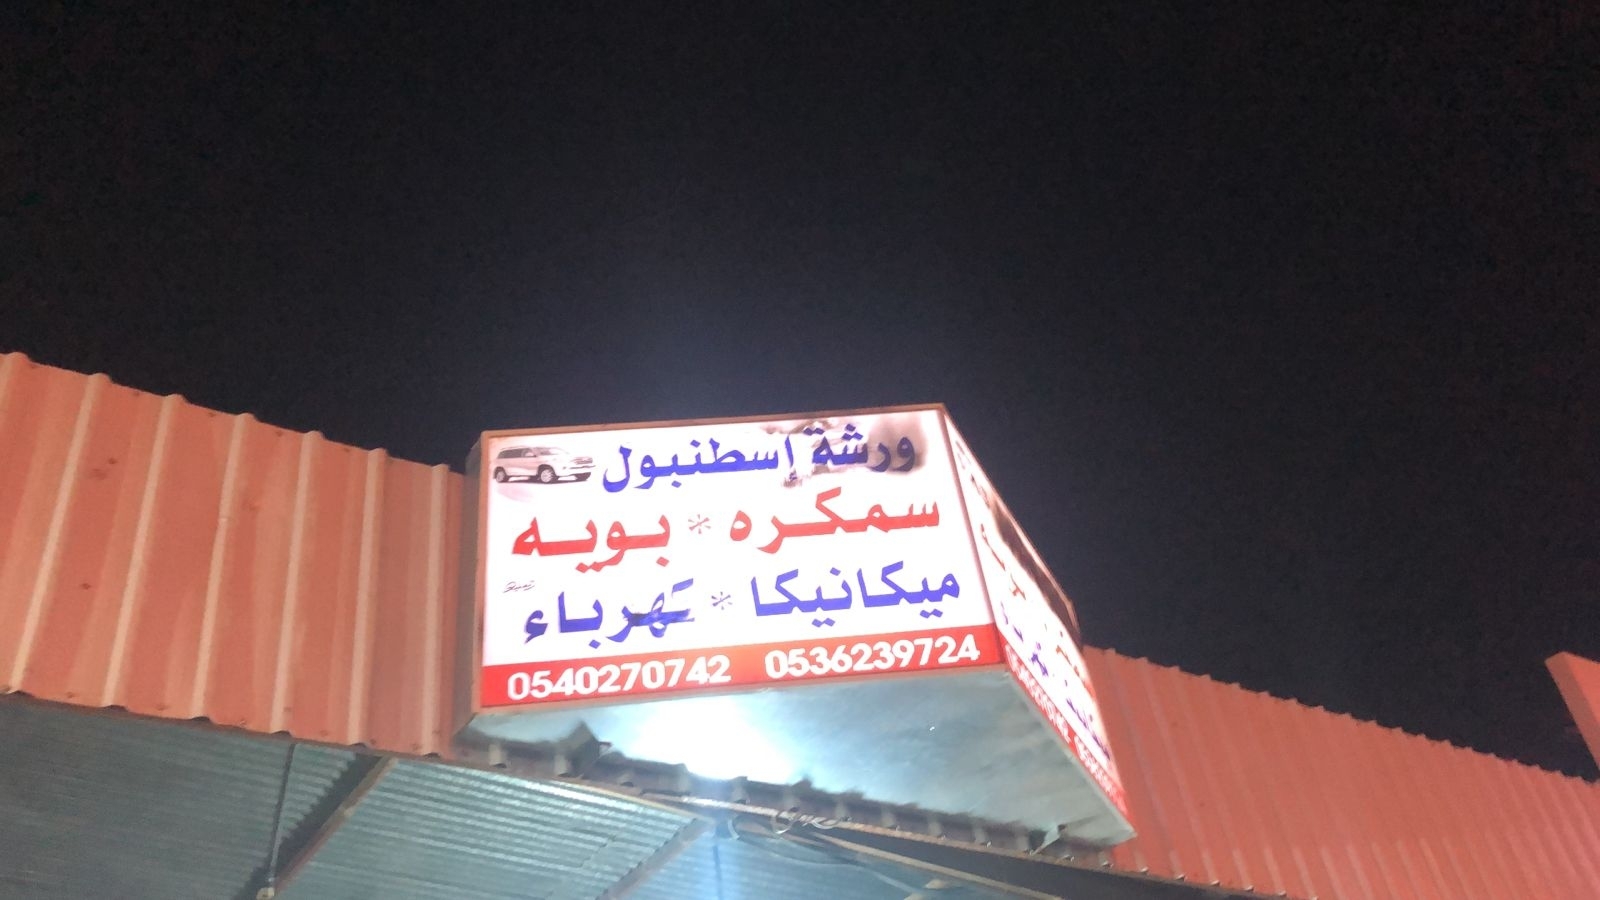 ورشة إسطنبول
سمكره * بويه
ميكانيكا * كهرباء
0540270742 0536239724